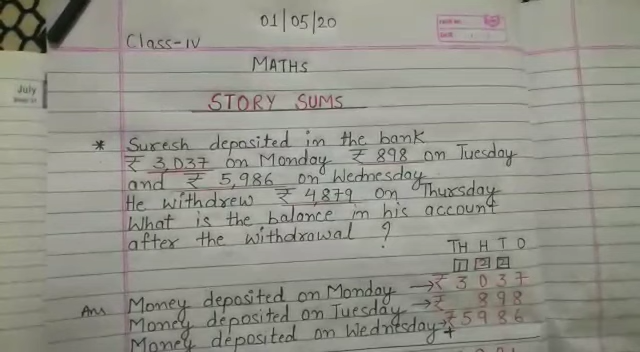 01/05/20
Class-IV
MATHS
July
STORY SUMS
* Suresh deposited in the bank
₹ 3,037 on Monday ₹ 898 on Tuesday
and ₹ 5,986 on Wednesday
He withdrew ₹ 4879 on Thursday
What is the balance in his account
after the withdrawal ?
TH H T O
1 2 2
Ans Money deposited on Monday → ₹ 3 0 3 7
Money deposited on Tuesday → ₹ 8 9 8
Money deposited on Wednesday → ₹ 5 9 8 6
+